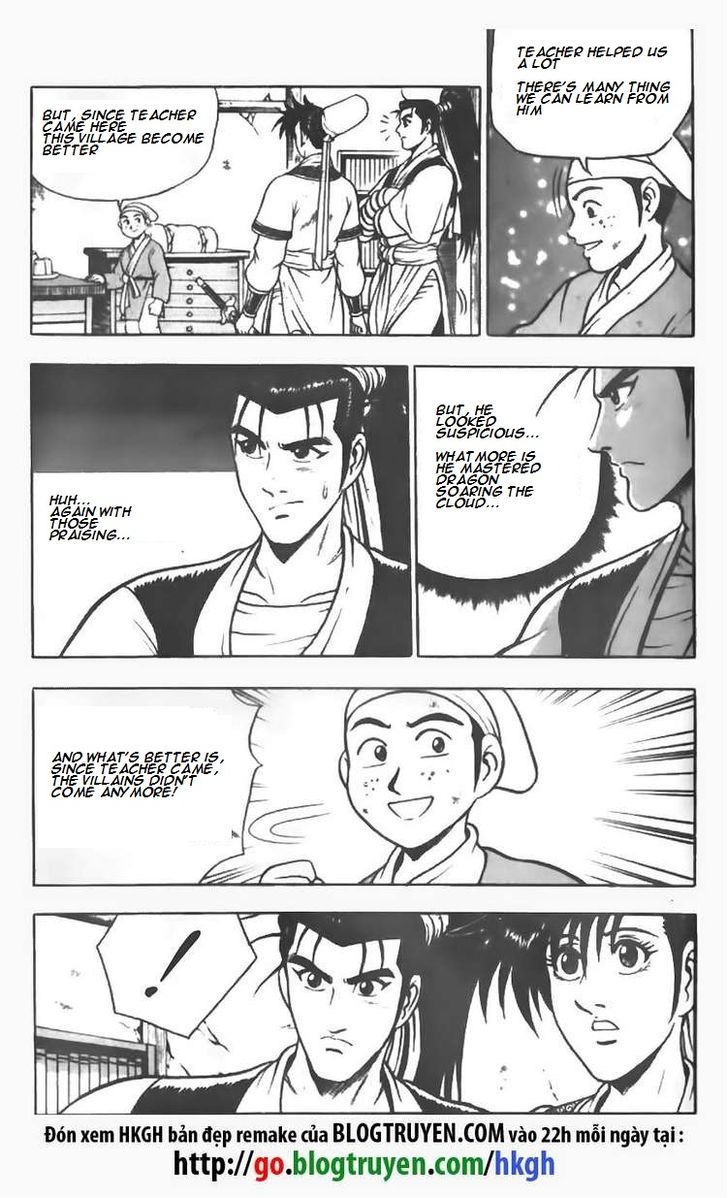 BUT, SINCE TEACHER
CAME HERE
THIS VILLAGE BECOME
BETTER
TEACHER HELPED US
A LOT
THERE'S MANY THING
WE CAN LEARN FROM
HIM
HUH...
AGAIN WITH
THOSE
PRAISING...
BUT, HE
LOOKED
SUSPICIOUS...
WHAT MORE IS
HE MASTERED
DRAGON
SOARING THE
CLOUD...
AND WHAT'S BETTER IS,
SINCE TEACHER CAME,
THE VILLAINS DIDN'T
COME ANYMORE!
!
Đón xem HKGH bản đẹp remake của BLOGTRUYEN.COM vào 22h mỗi ngày tại :
http://go.blogtruyen.com/hkgh